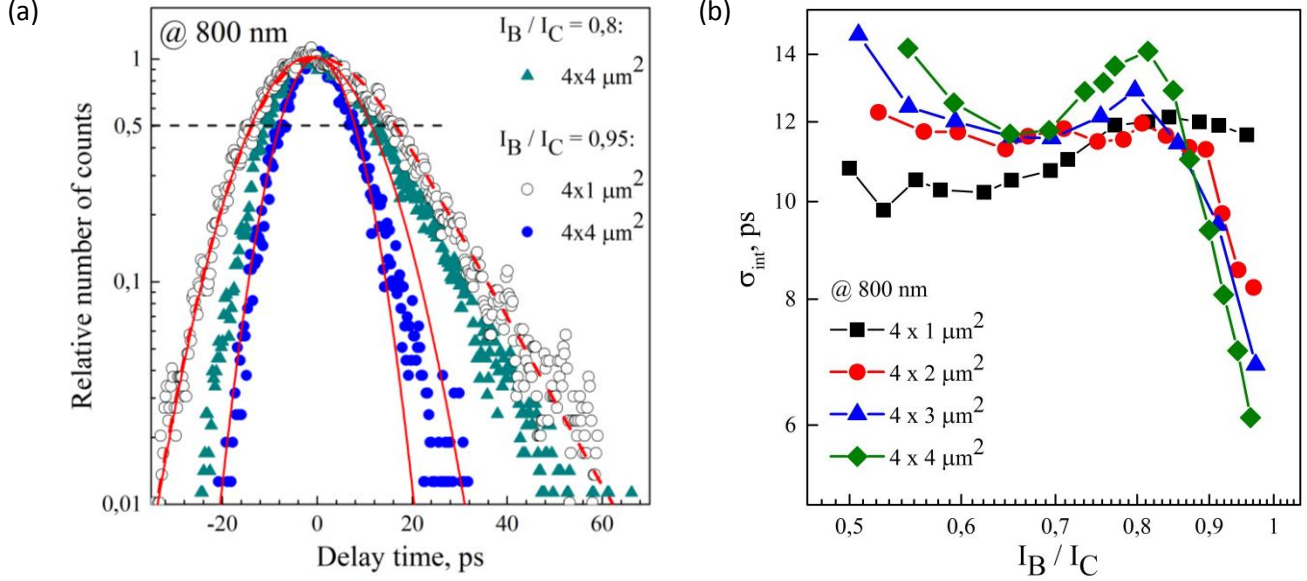 (a)
@ 800 nm
I_B / I_C = 0,8:
4x4 μm²
I_B / I_C = 0,95:
4x1 μm²
4x4 μm²
Relative number of counts
1
0,5
0,1
0,01
-20 0 20 40 60
Delay time, ps
(b)
σ_int, ps
14
12
10
8
6
@ 800 nm
4 x 1 μm²
4 x 2 μm²
4 x 3 μm²
4 x 4 μm²
0,5 0,6 0,7 0,8 0,9 1
I_B / I_C